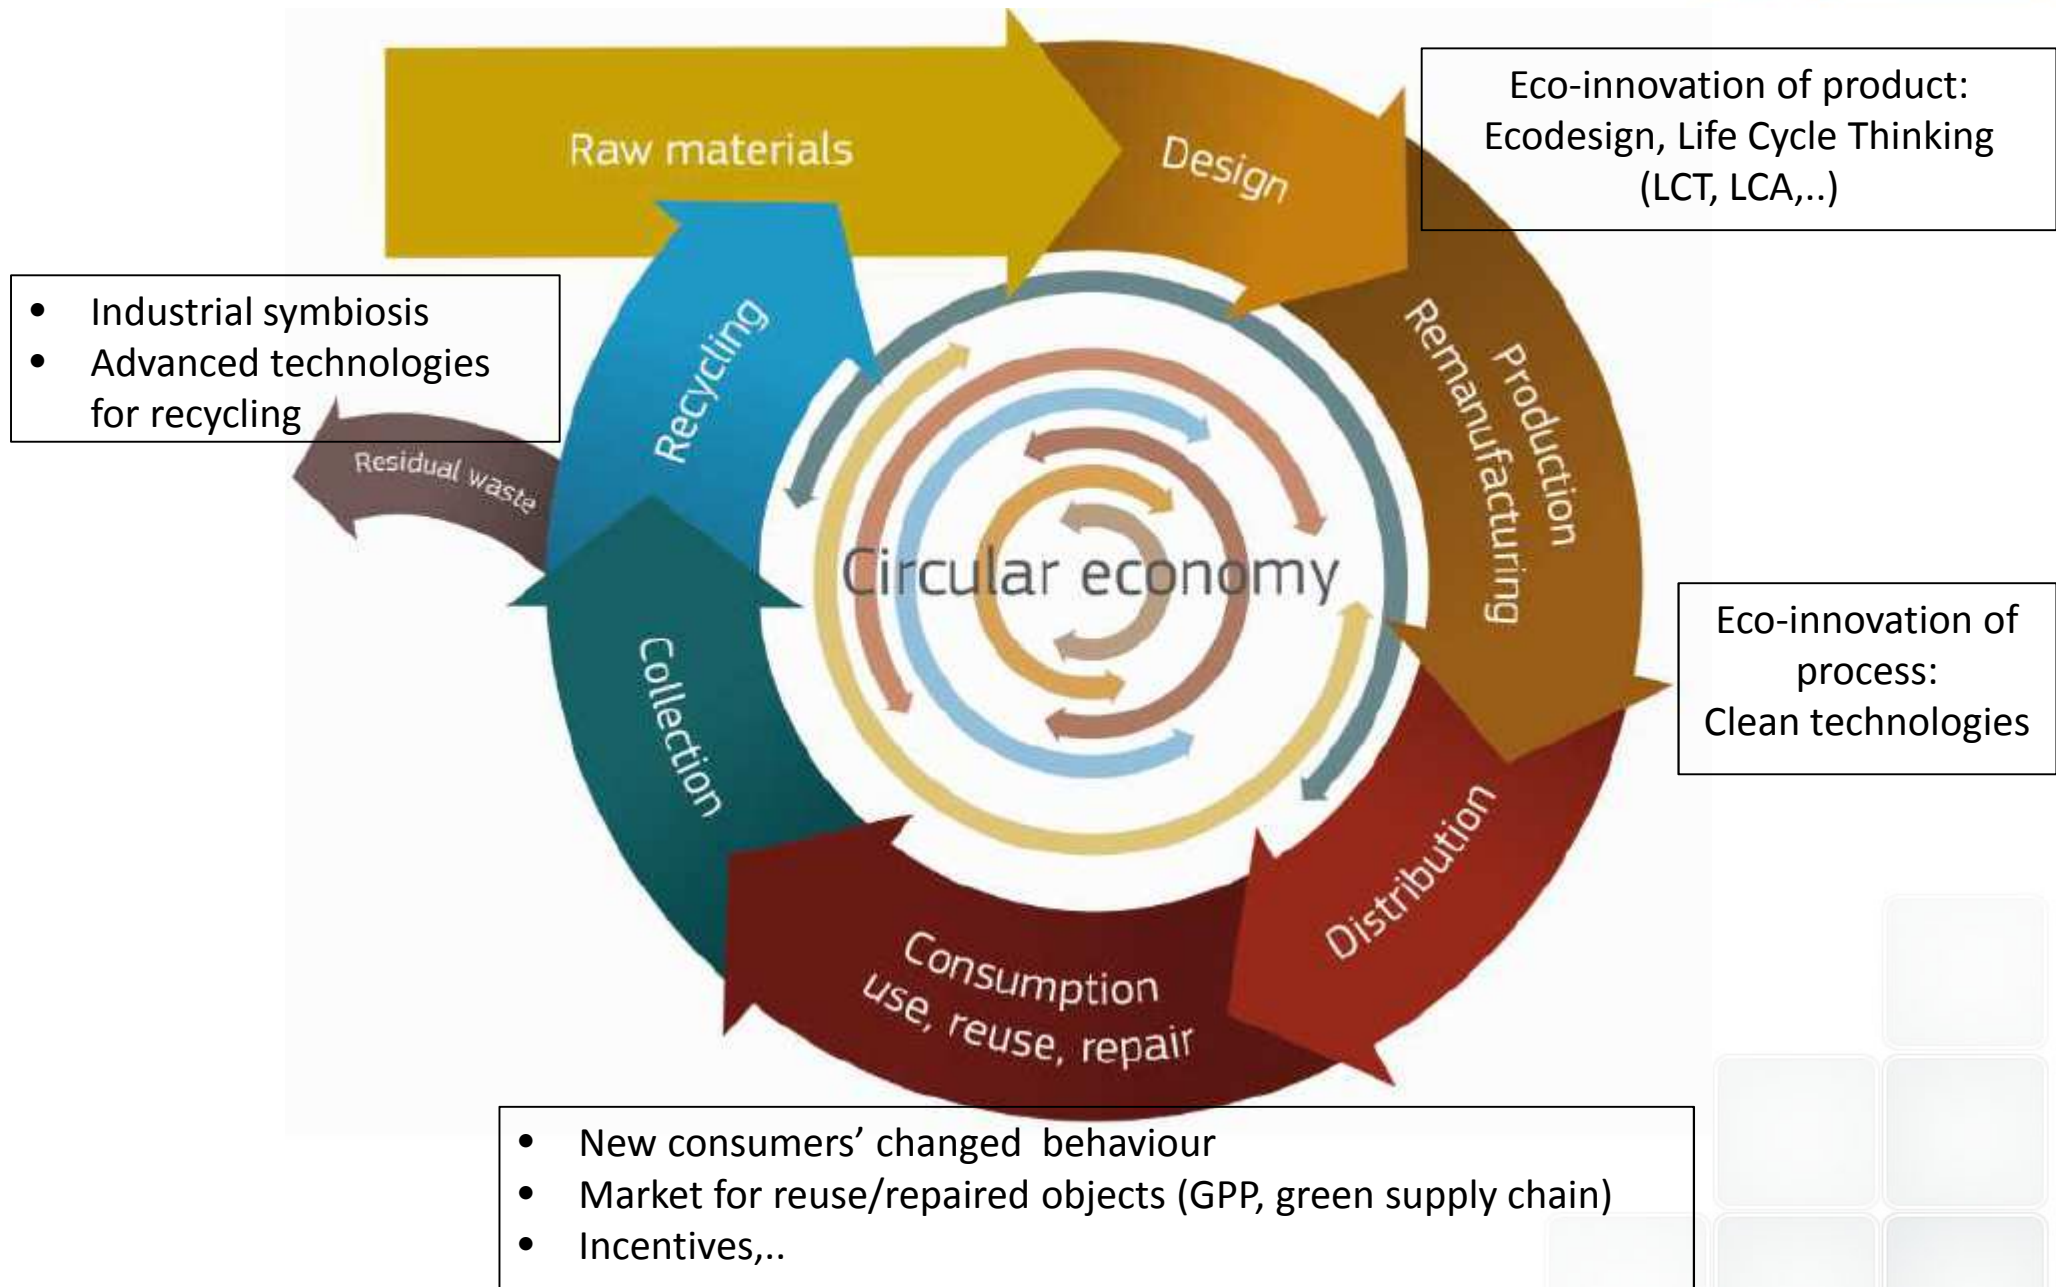 Raw materials
Design
Eco-innovation of product:
Ecodesign, Life Cycle Thinking
(LCT, LCA,..)
• Industrial symbiosis
• Advanced technologies
for recycling
Recycling
Production
Remanufacturing
Residual waste
Circular economy
Eco-innovation of
process:
Clean technologies
Collection
Distribution
Consumption
use, reuse, repair
• New consumers’ changed  behaviour
• Market for reuse/repaired objects (GPP, green supply chain)
• Incentives,..